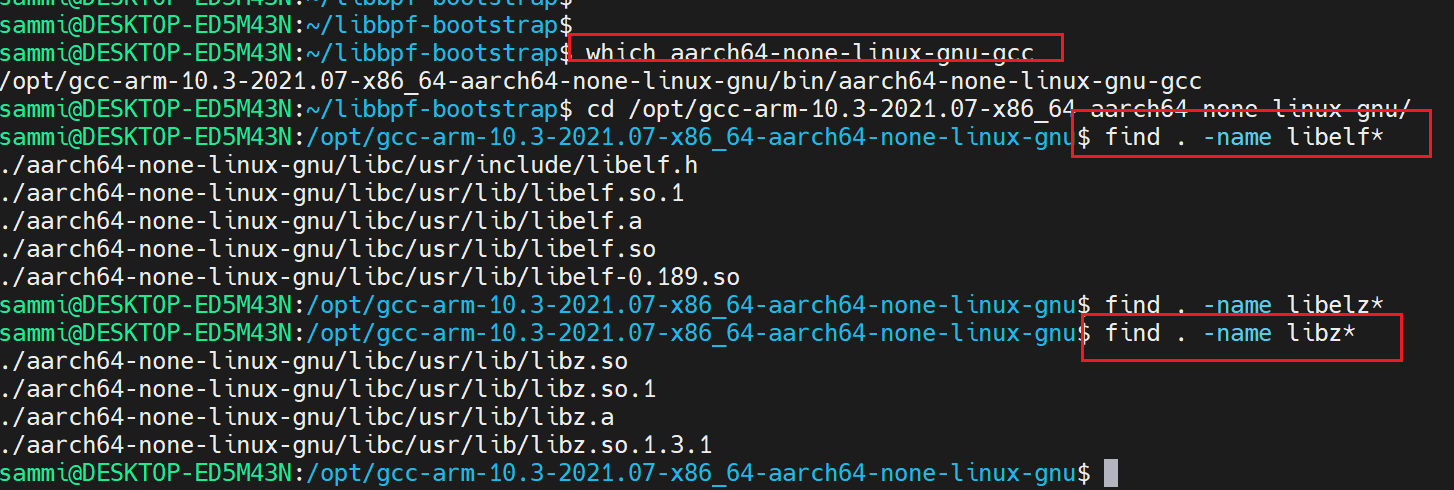 sammi@DESKTOP-ED5M43N:~/libbpf-bootstrap$
sammi@DESKTOP-ED5M43N:~/libbpf-bootstrap$
sammi@DESKTOP-ED5M43N:~/libbpf-bootstrap$ which aarch64-none-linux-gnu-gcc
/opt/gcc-arm-10.3-2021.07-x86_64-aarch64-none-linux-gnu/bin/aarch64-none-linux-gnu-gcc
sammi@DESKTOP-ED5M43N:~/libbpf-bootstrap$ cd /opt/gcc-arm-10.3-2021.07-x86_64-aarch64-none-linux-gnu/
sammi@DESKTOP-ED5M43N:/opt/gcc-arm-10.3-2021.07-x86_64-aarch64-none-linux-gnu$ find . -name libelf*
./aarch64-none-linux-gnu/libc/usr/include/libelf.h
./aarch64-none-linux-gnu/libc/usr/lib/libelf.so.1
./aarch64-none-linux-gnu/libc/usr/lib/libelf.a
./aarch64-none-linux-gnu/libc/usr/lib/libelf.so
./aarch64-none-linux-gnu/libc/usr/lib/libelf-0.189.so
sammi@DESKTOP-ED5M43N:/opt/gcc-arm-10.3-2021.07-x86_64-aarch64-none-linux-gnu$ find . -name libelz*
sammi@DESKTOP-ED5M43N:/opt/gcc-arm-10.3-2021.07-x86_64-aarch64-none-linux-gnu$ find . -name libz*
./aarch64-none-linux-gnu/libc/usr/lib/libz.so
./aarch64-none-linux-gnu/libc/usr/lib/libz.so.1
./aarch64-none-linux-gnu/libc/usr/lib/libz.a
./aarch64-none-linux-gnu/libc/usr/lib/libz.so.1.3.1
sammi@DESKTOP-ED5M43N:/opt/gcc-arm-10.3-2021.07-x86_64-aarch64-none-linux-gnu$